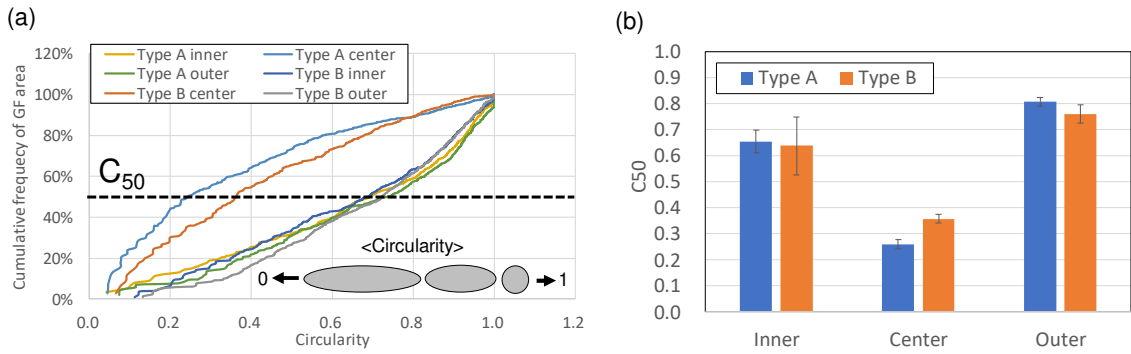 (a)
120%
100%
80%
60%
40%
20%
0%
Cumulative frequecy of GF area
Type A inner
Type A center
Type A outer
Type B inner
Type B center
Type B outer
C50
<Circularity>
0
1
0.0 0.2 0.4 0.6 0.8 1.0 1.2
Circularity
(b)
1.0
0.9
0.8
0.7
0.6
0.5
0.4
0.3
0.2
0.1
0.0
C50
Type A Type B
Inner Center Outer